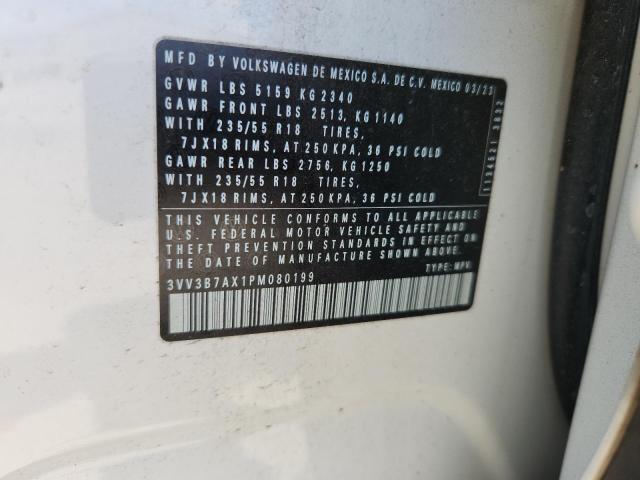 MFD BY VOLKSWAGEN DE MEXICO S.A. DE C.V. MEXICO 03/23
GVWR LBS 5159 KG 2340
GAWR FRONT LBS 2513, KG 1140
WITH 235/55 R18 TIRES,
7JX18 RIMS, AT 250 KPA, 36 PSI COLD
GAWR REAR LBS 2756, KG 1250
WITH 235/55 R18 TIRES,
7JX18 RIMS, AT 250 KPA, 36 PSI COLD
THIS VEHICLE CONFORMS TO ALL APPLICABLE
U.S. FEDERAL MOTOR VEHICLE SAFETY AND
THEFT PREVENTION STANDARDS IN EFFECT ON
THE DATE OF MANUFACTURE SHOWN ABOVE
3VV3B7AX1PM080199 TYPE: MPV